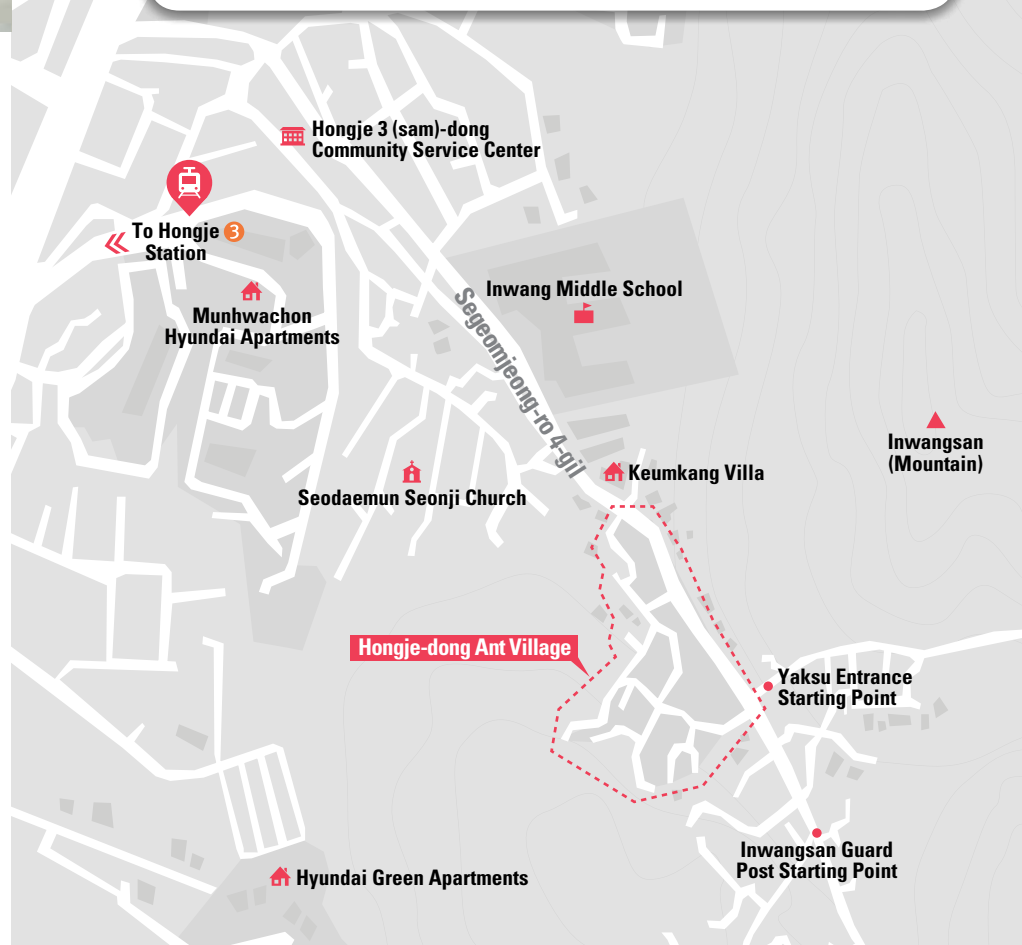 Hongje 3 (sam)-dong
Community Service Center
To Hongje 3
Station
Inwang Middle School
Munhwachon
Hyundai Apartments
Segeomjeong-ro 4-gil
Inwangsan
(Mountain)
Keumkang Villa
Seodaemun Seonji Church
Hongje-dong Ant Village
Yaksu Entrance
Starting Point
Inwangsan Guard
Post Starting Point
Hyundai Green Apartments